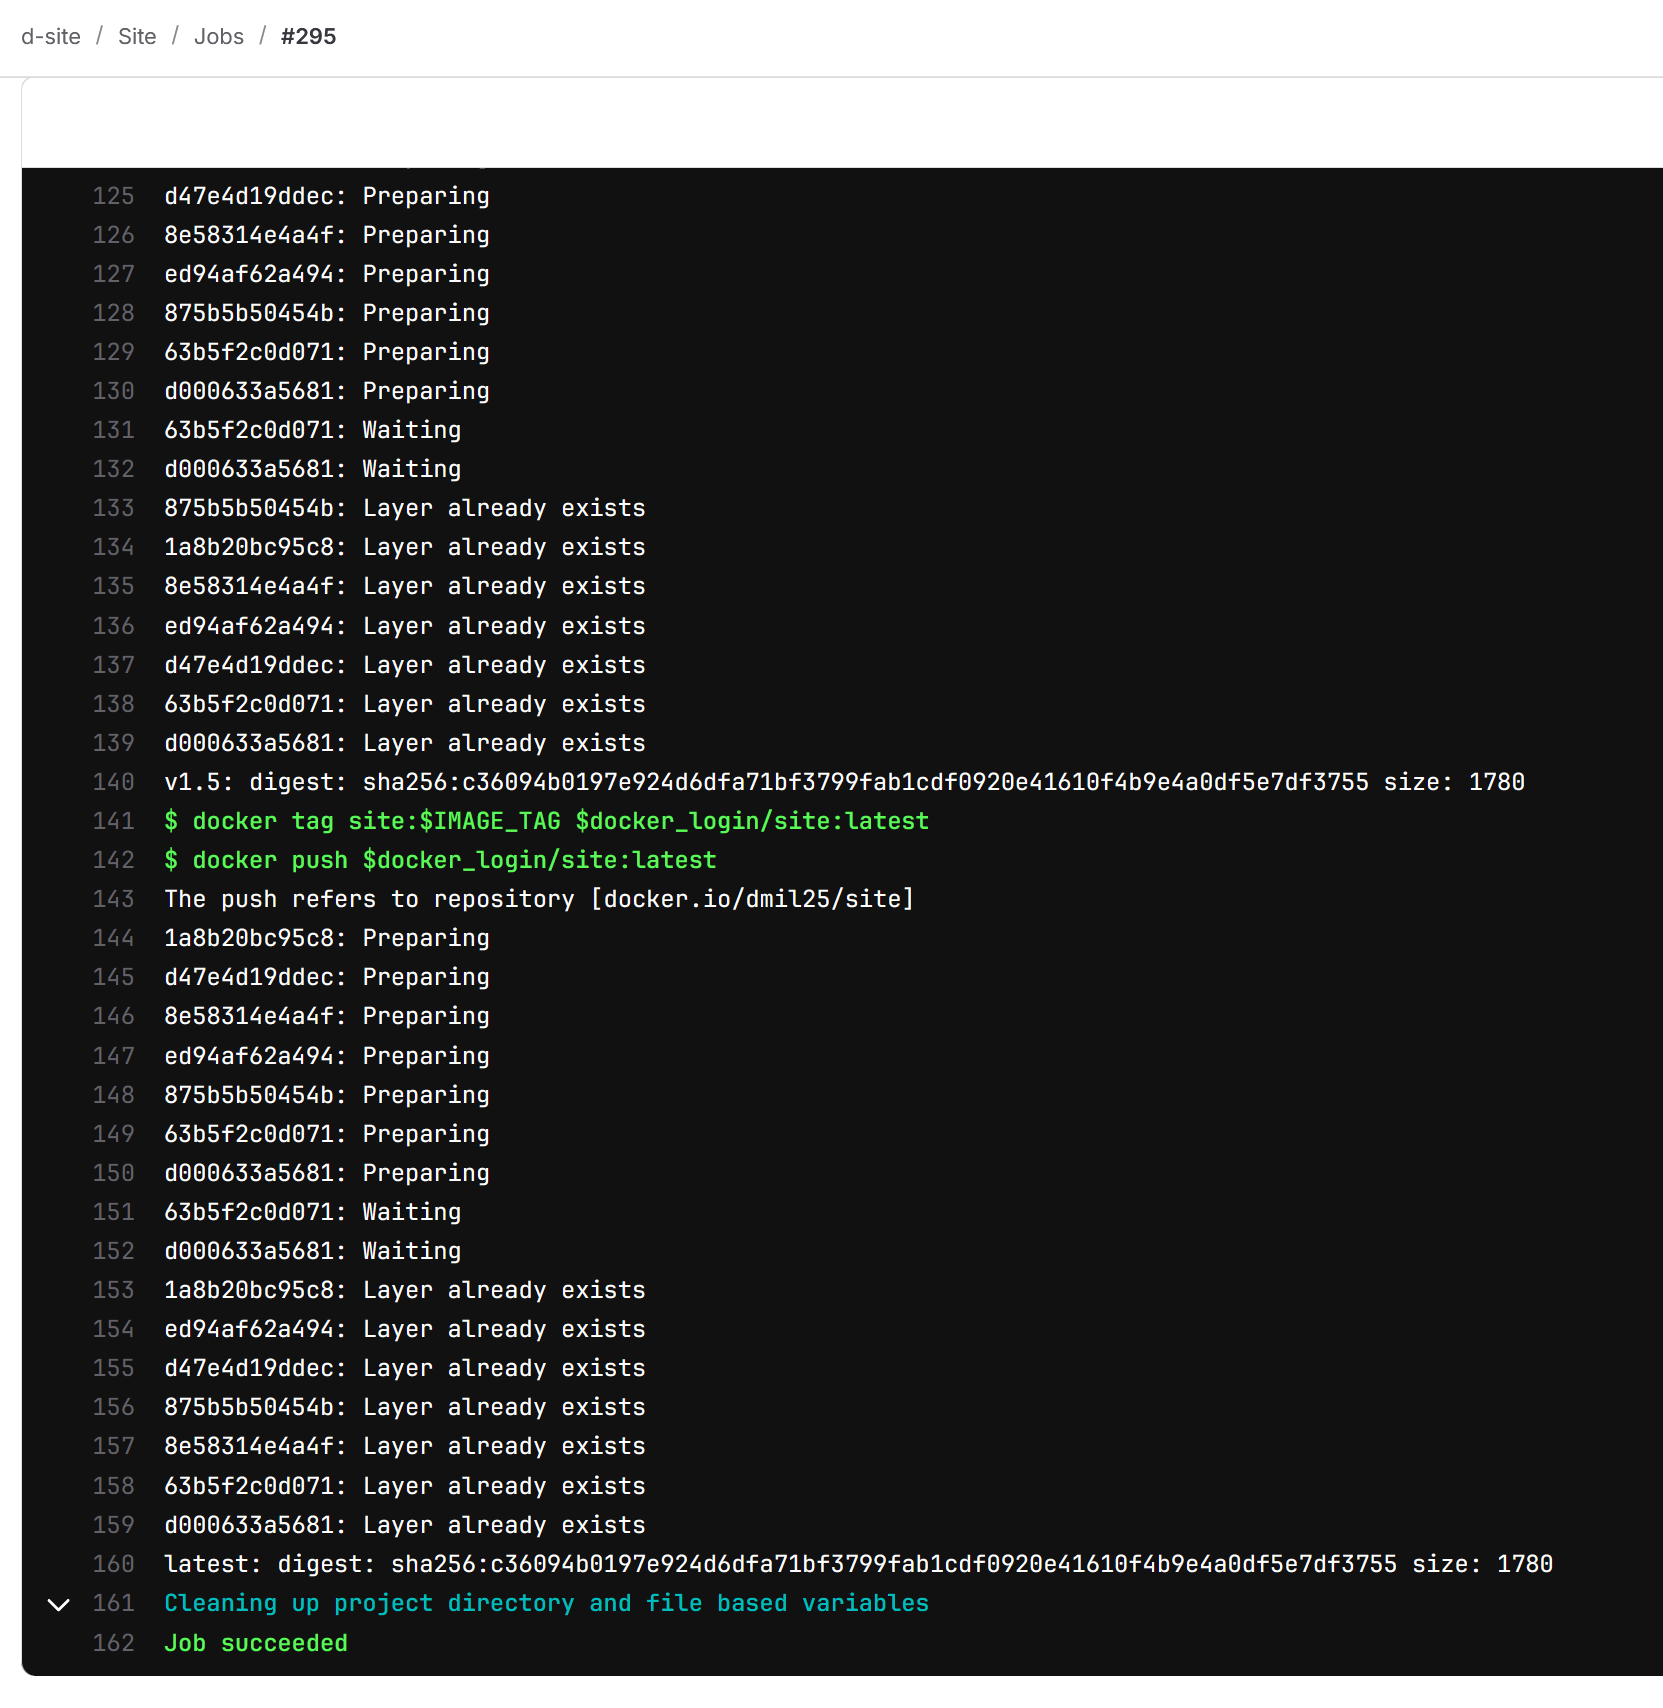 d-site / Site / Jobs / #295
125 d47e4d19ddec: Preparing
126 8e58314e4a4f: Preparing
127 ed94af62a494: Preparing
128 875b5b50454b: Preparing
129 63b5f2c0d071: Preparing
130 d000633a5681: Preparing
131 63b5f2c0d071: Waiting
132 d000633a5681: Waiting
133 875b5b50454b: Layer already exists
134 1a8b20bc95c8: Layer already exists
135 8e58314e4a4f: Layer already exists
136 ed94af62a494: Layer already exists
137 d47e4d19ddec: Layer already exists
138 63b5f2c0d071: Layer already exists
139 d000633a5681: Layer already exists
140 v1.5: digest: sha256:c36094b0197e924d6dfa71bf3799fab1cdf0920e41610f4b9e4a0df5e7df3755 size: 1780
141 $ docker tag site:$IMAGE_TAG $docker_login/site:latest
142 $ docker push $docker_login/site:latest
143 The push refers to repository [docker.io/dmil25/site]
144 1a8b20bc95c8: Preparing
145 d47e4d19ddec: Preparing
146 8e58314e4a4f: Preparing
147 ed94af62a494: Preparing
148 875b5b50454b: Preparing
149 63b5f2c0d071: Preparing
150 d000633a5681: Preparing
151 63b5f2c0d071: Waiting
152 d000633a5681: Waiting
153 1a8b20bc95c8: Layer already exists
154 ed94af62a494: Layer already exists
155 d47e4d19ddec: Layer already exists
156 875b5b50454b: Layer already exists
157 8e58314e4a4f: Layer already exists
158 63b5f2c0d071: Layer already exists
159 d000633a5681: Layer already exists
160 latest: digest: sha256:c36094b0197e924d6dfa71bf3799fab1cdf0920e41610f4b9e4a0df5e7df3755 size: 1780
161 Cleaning up project directory and file based variables
162 Job succeeded